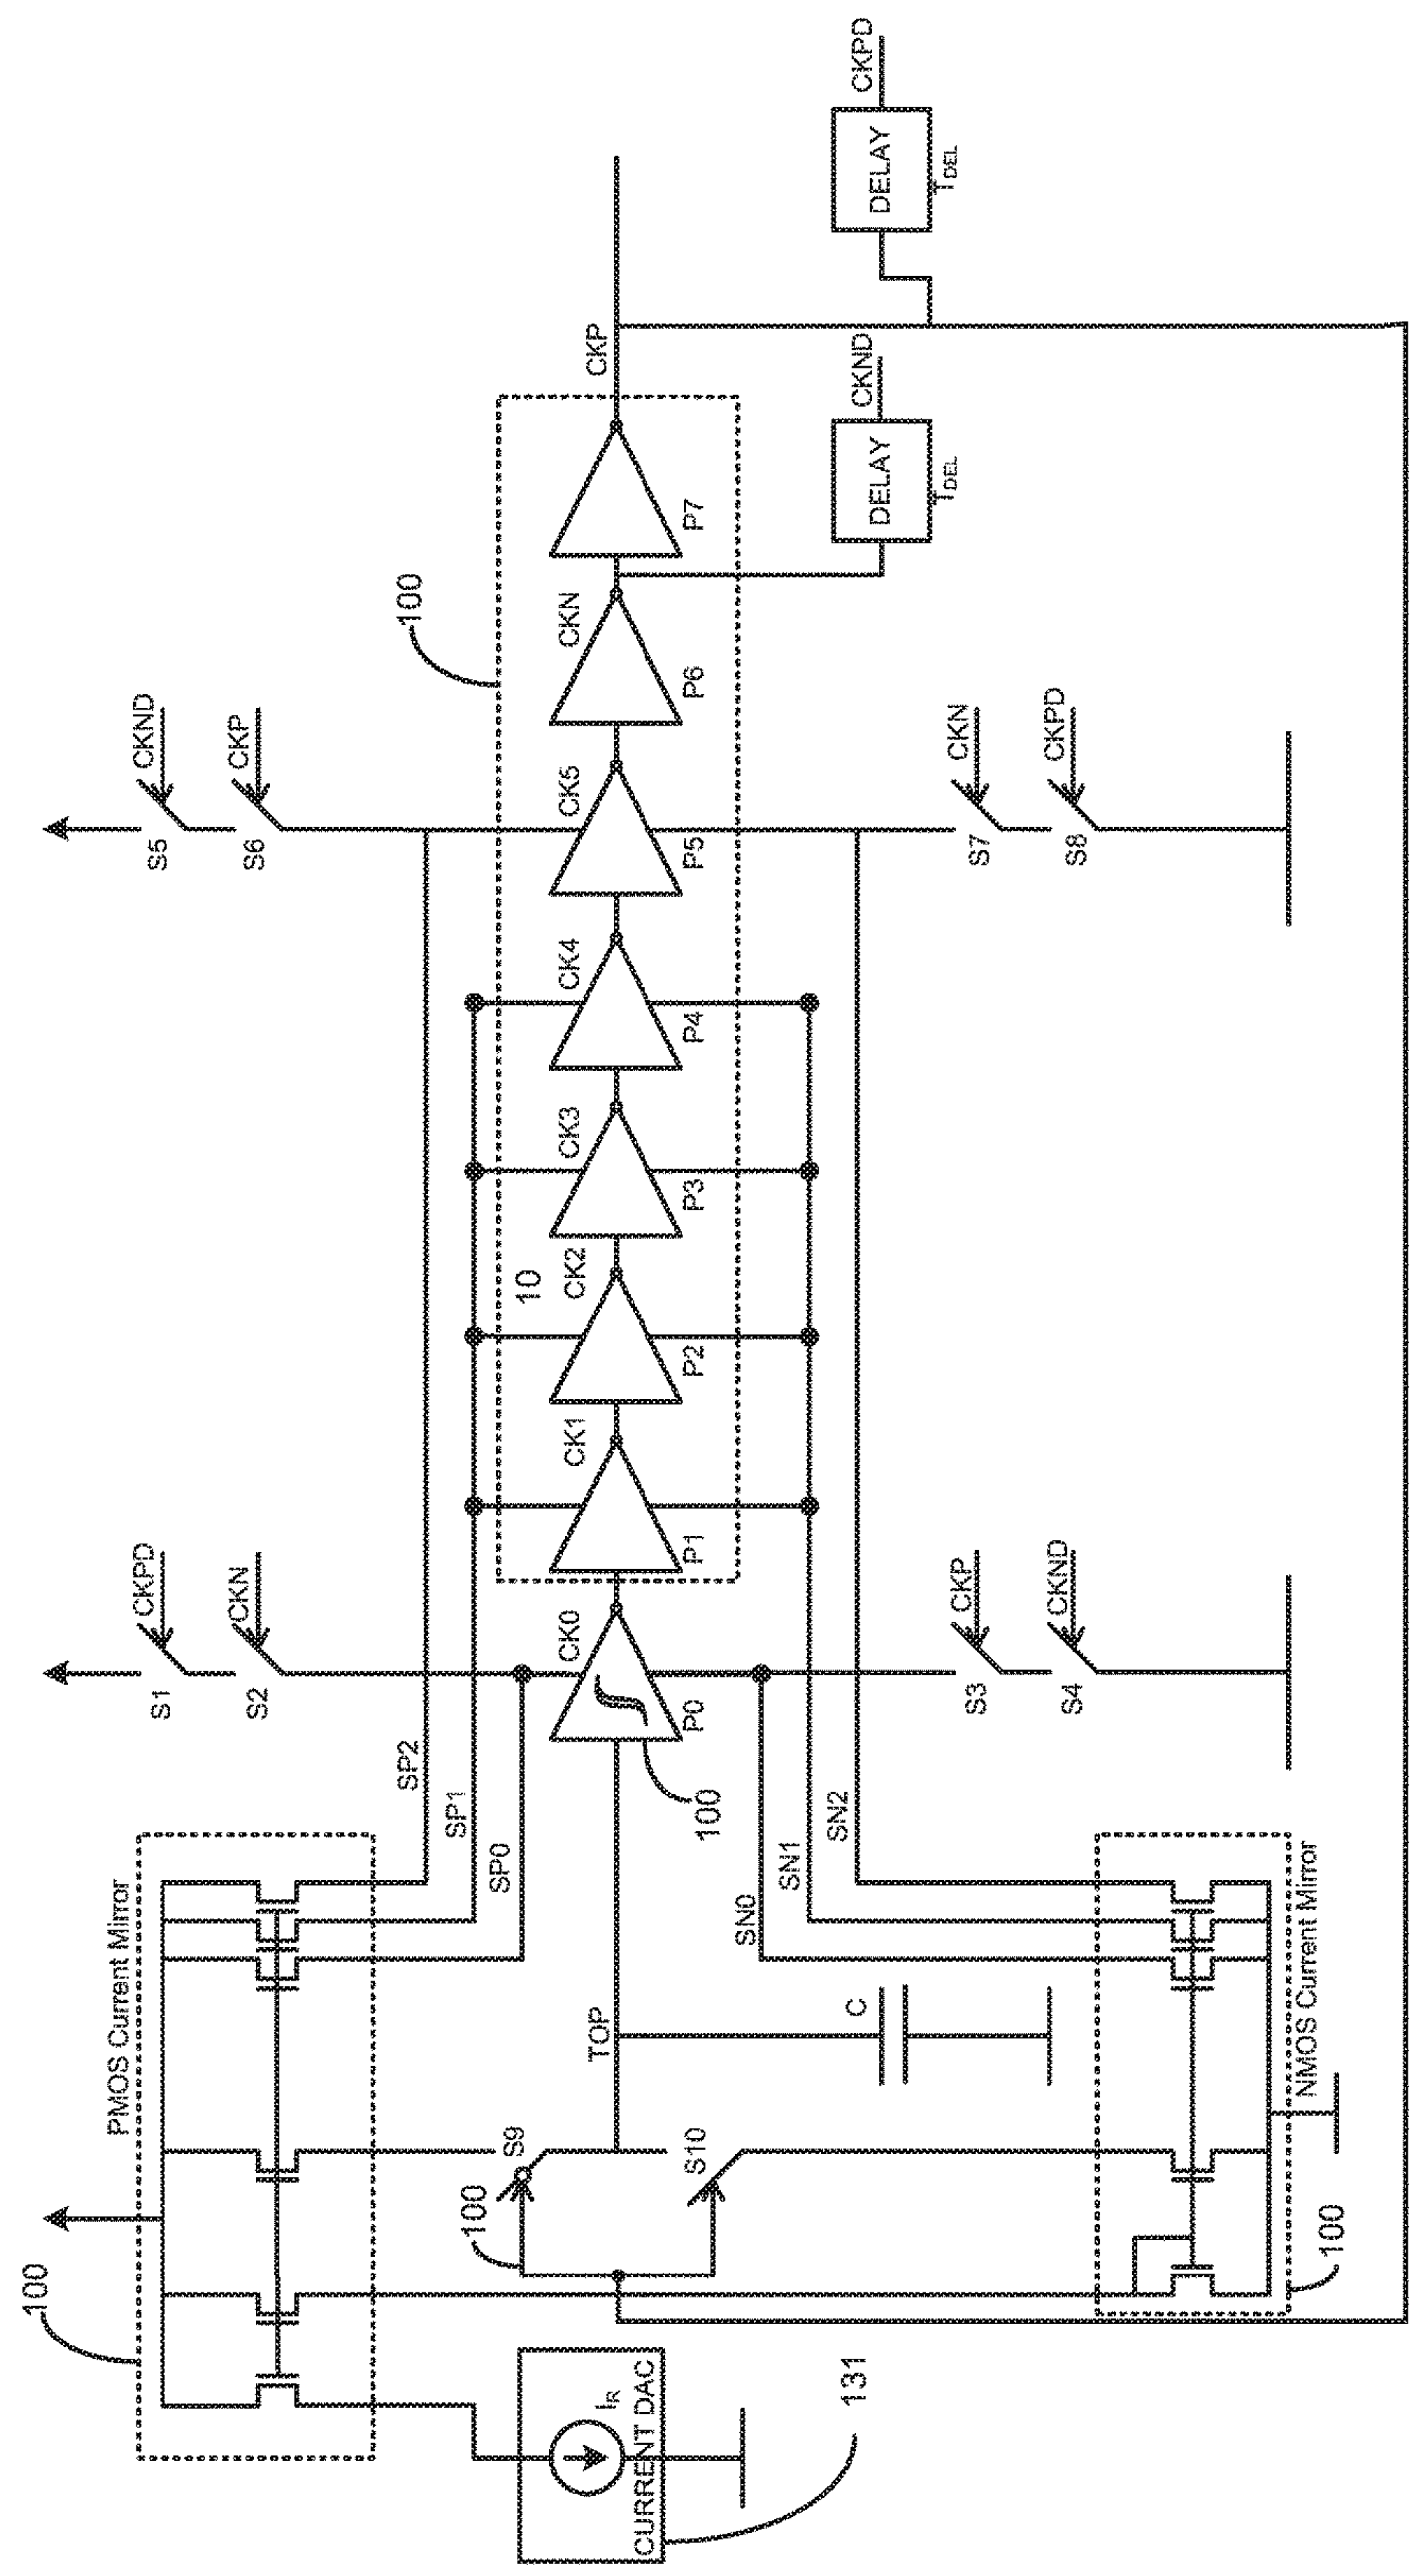 100
PMOS Current Mirror
SP2
SP1
SP0
S1
CKPD
S2
CKN
S5
CKND
S6
CKP
100
CURRENT DAC
I_R
131
100
S9
S10
TOP
C
100
P0
CK0
P1
CK1
10
P2
CK2
P3
CK3
P4
CK4
P5
CK5
P6
CKN
P7
CKP
DELAY
T_DEL
CKND
DELAY
T_DEL
CKPD
SN0
SN1
SN2
S3
CKP
S4
CKND
S7
CKN
S8
CKPD
NMOS Current Mirror
100